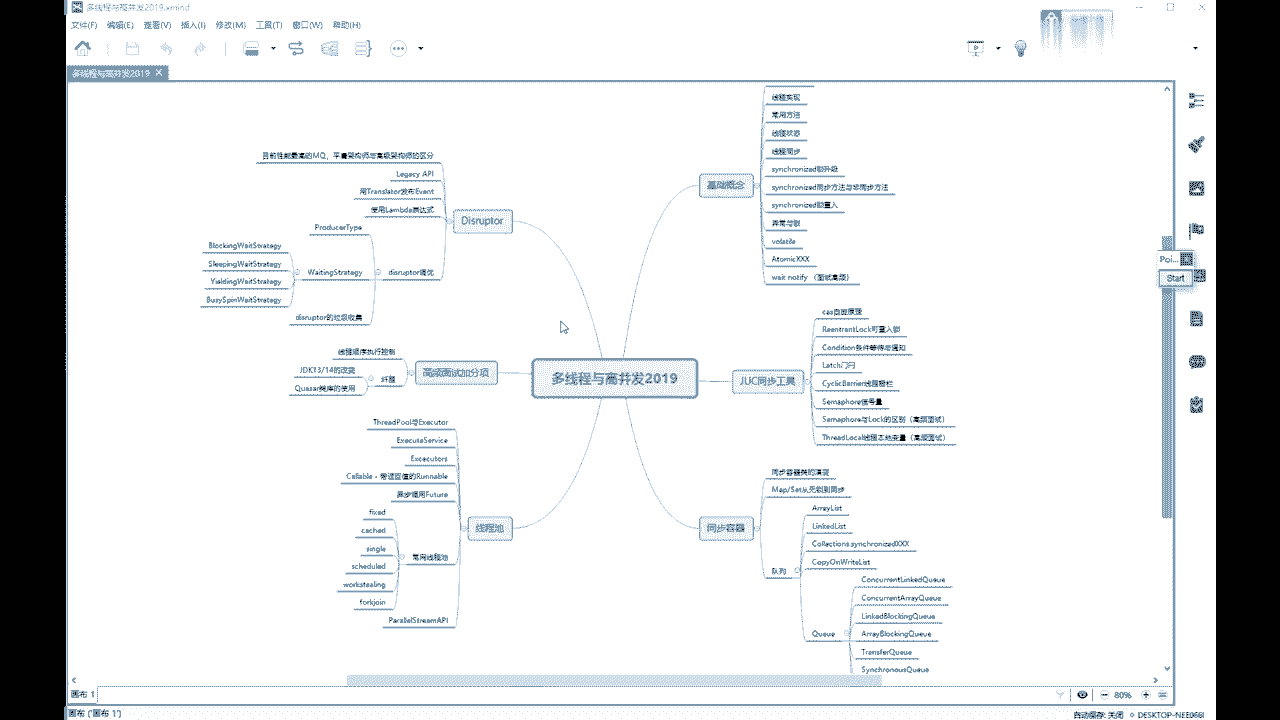 多线程与高并发2019.xmind
文件(F) 编辑(E) 查看(V) 插入(I) 修改(M) 工具(T) 窗口(W) 帮助(H)
多线程与高并发2019
多线程与高并发2019
基础概念
线程实现
常用方法
线程状态
线程同步
synchronized锁升级
synchronized同步方法与非同步方法
synchronized锁重入
异常与锁
volatile
AtomicXXX
wait notify （面试高频）
JUC同步工具
cas自旋原理
ReentrantLock可重入锁
Condition条件等待与通知
Latch门闩
CyclicBarrier线程栅栏
Semaphore信号量
Semaphore与Lock的区别（高频面试）
ThreadLocal线程本地变量（高频面试）
同步容器
同步容器类的演变
Map/Set从死锁到同步
队列
ArrayList
LinkedList
Collections.synchronizedXXX
CopyOnWriteList
Queue
ConcurrentLinkedQueue
ConcurrentArrayQueue
LinkedBlockingQueue
ArrayBlockingQueue
TransferQueue
SynchronousQueue
Disruptor
目前性能最高的MQ，平庸架构师与高级架构师的区分
Legacy API
用Translator发布Event
使用Lambda表达式
disruptor调优
ProducerType
WaitingStrategy
BlockingWaitStrategy
SleepingWaitStrategy
YieldingWaitStrategy
BusySpinWaitStrategy
disruptor的垃圾收集
高频面试加分项
线程顺序执行控制
纤程
JDK13/14的改变
Quasar类库的使用
线程池
ThreadPool与Executor
ExecuteService
Excecutors
Callable - 带返回值的Runnable
异步调用Future
常用线程池
fixed
cached
single
scheduled
workstealing
forkjoin
ParallelStreamAPI
Poi...
Start
画布 1
80%
画布 ('画布 1')
自动保存: 关闭